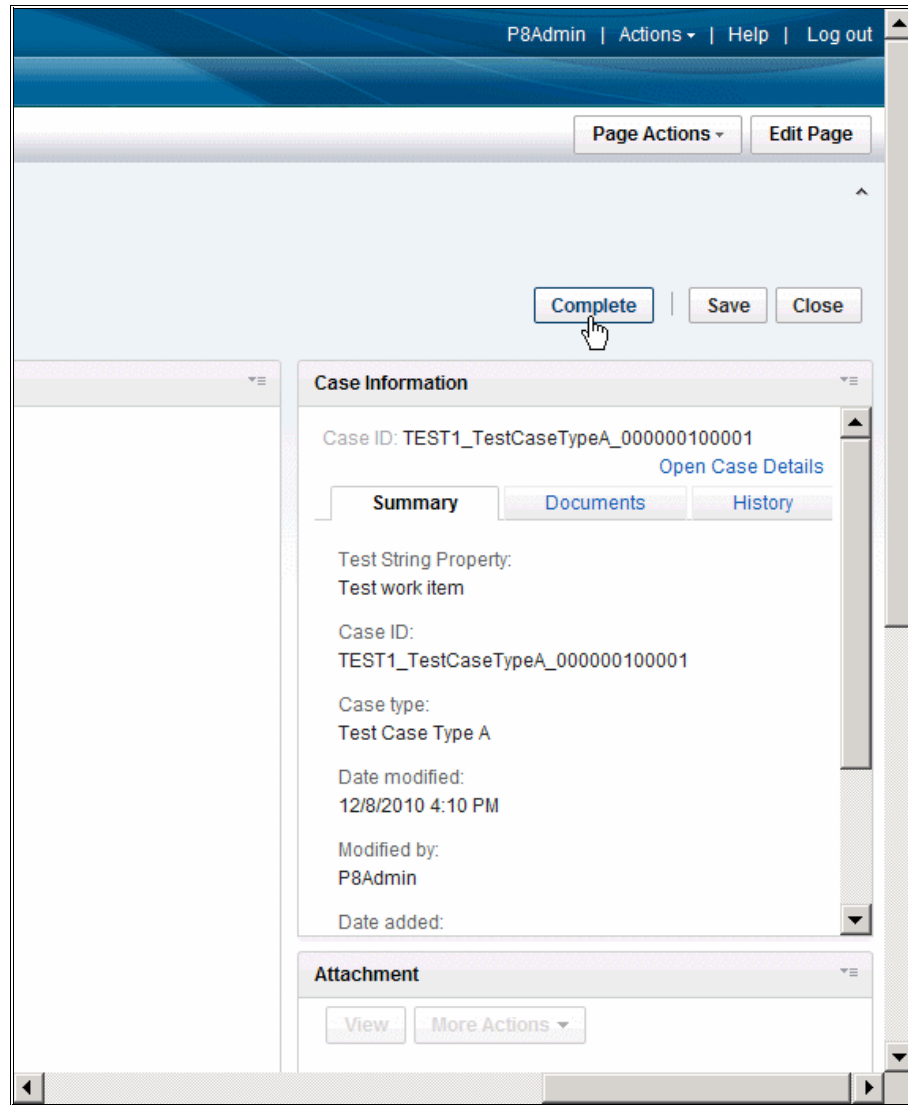 P8Admin | Actions | Help | Log out
Page Actions Edit Page
Complete | Save Close
Case Information
Case ID: TEST1_TestCaseTypeA_000000100001
Open Case Details
Summary Documents History
Test String Property:
Test work item
Case ID:
TEST1_TestCaseTypeA_000000100001
Case type:
Test Case Type A
Date modified:
12/8/2010 4:10 PM
Modified by:
P8Admin
Date added:
Attachment
View More Actions